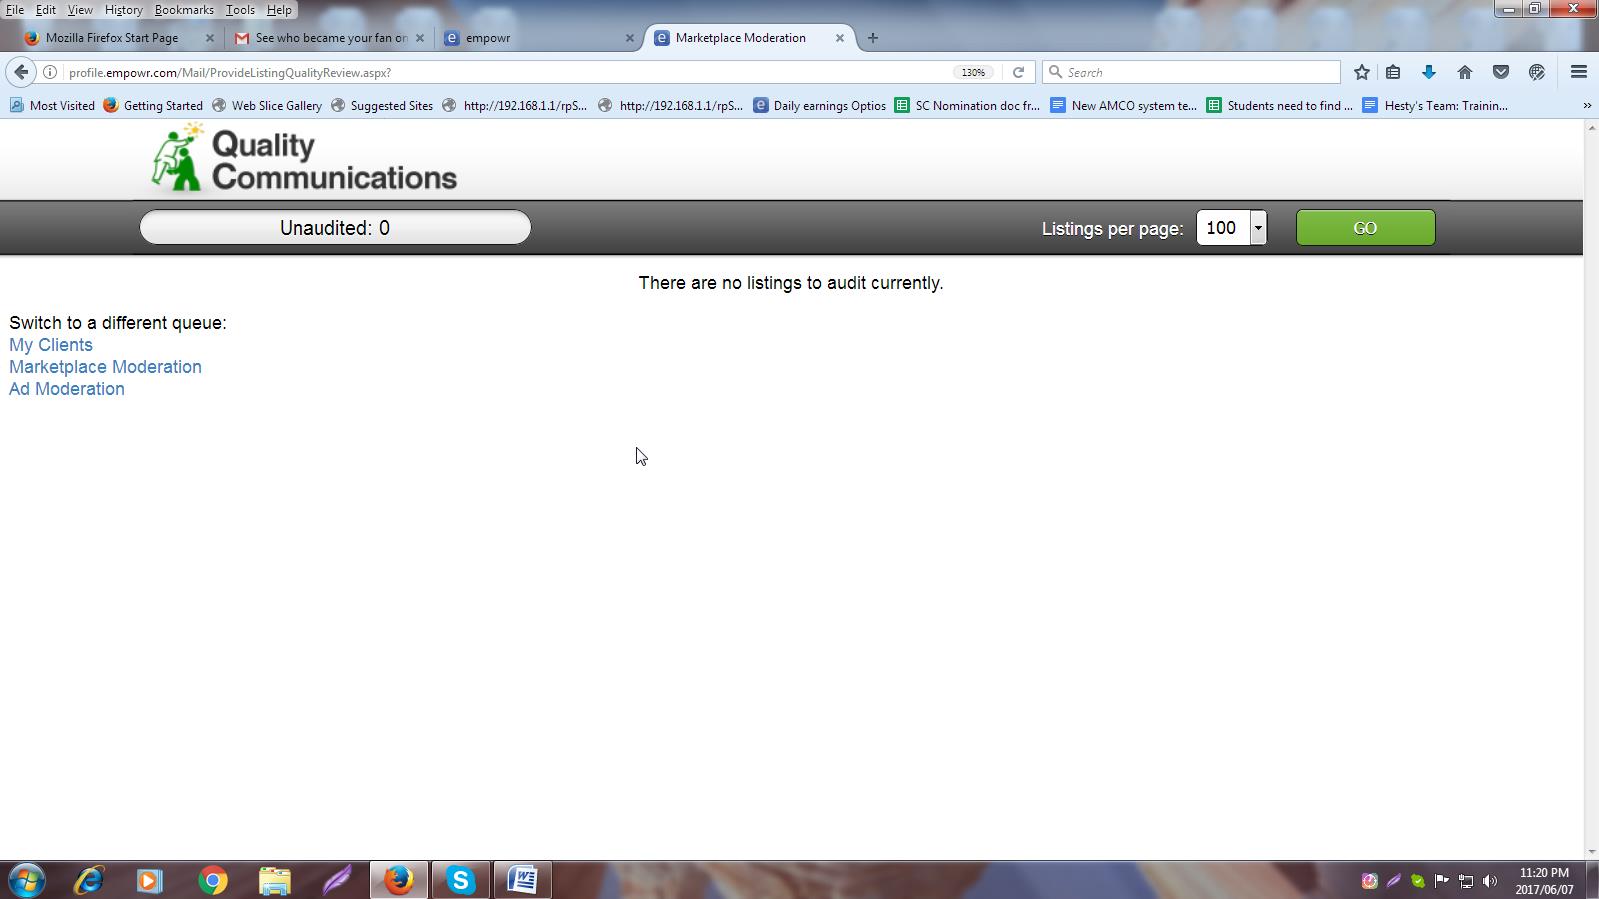 File Edit View History Bookmarks Tools Help
Mozilla Firefox Start Page
See who became your fan on
empowr
Marketplace Moderation
profile.empowr.com/Mail/ProvideListingQualityReview.aspx?
130%
Search
Most Visited
Getting Started
Web Slice Gallery
Suggested Sites
http://192.168.1.1/rpS...
http://192.168.1.1/rpS...
Daily earnings Optios
SC Nomination doc fr...
New AMCO system te...
Students need to find ...
Hesty's Team: Trainin...
Quality
Communications
Unaudited: 0
Listings per page:
100
GO
There are no listings to audit currently.
Switch to a different queue:
My Clients
Marketplace Moderation
Ad Moderation
11:20 PM
2017/06/07